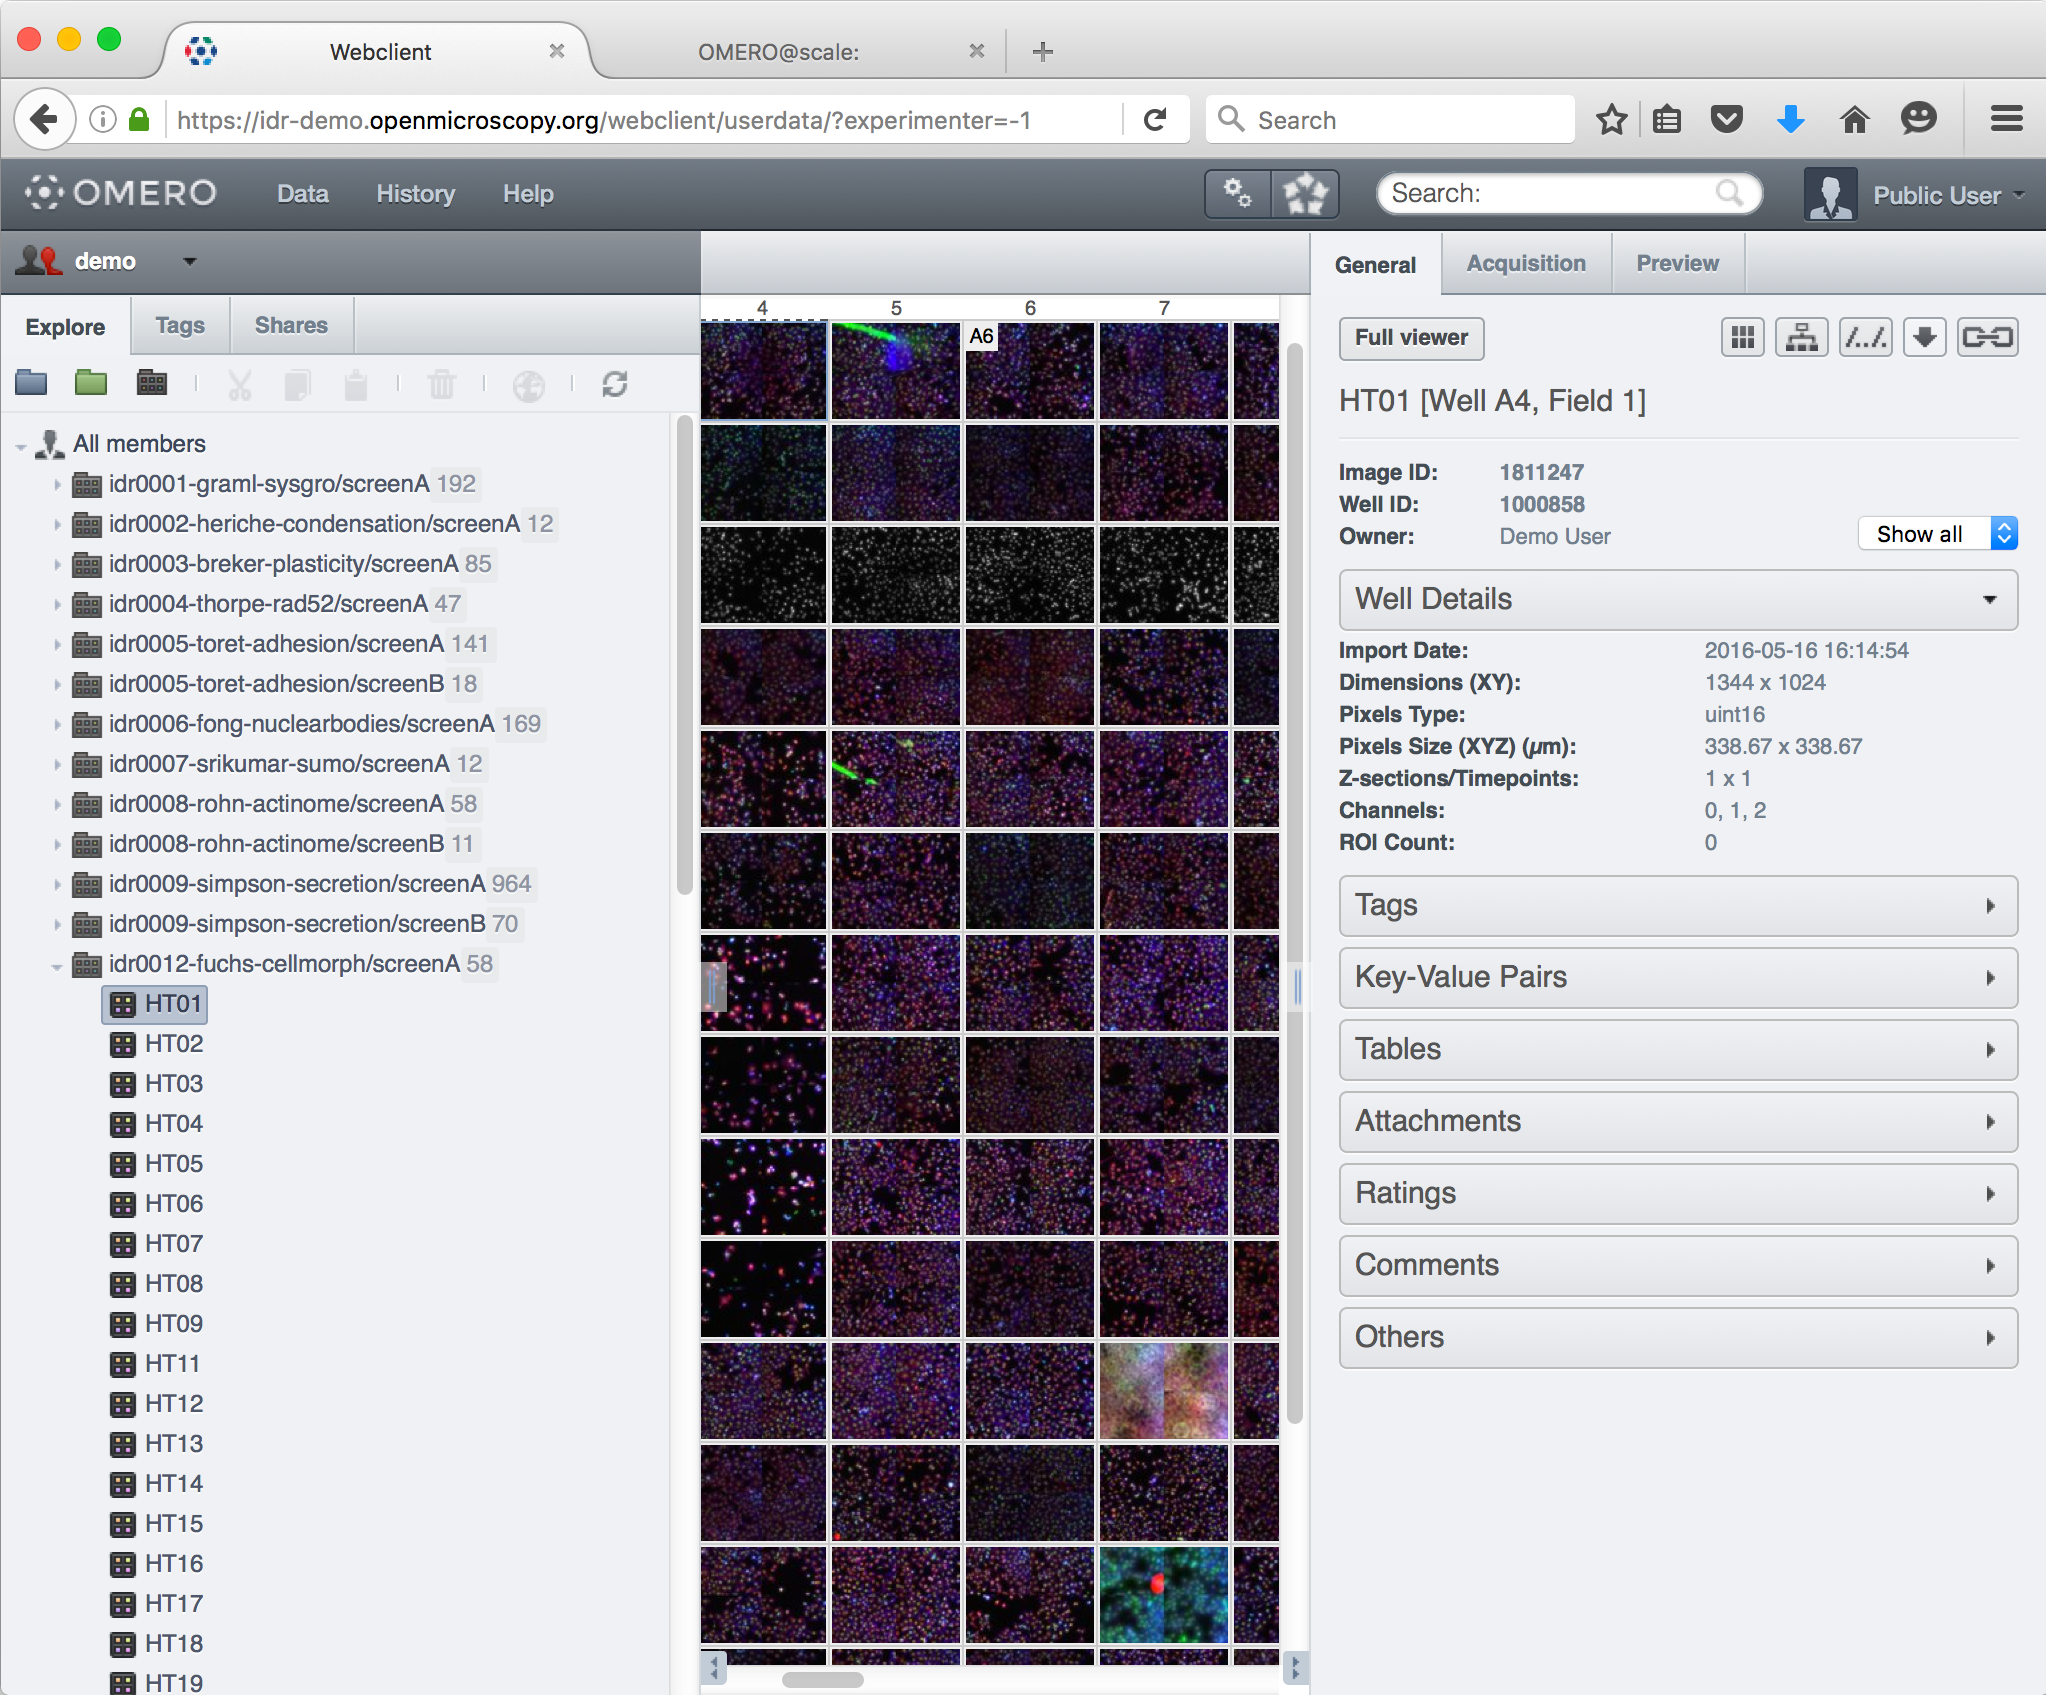 Webclient
OMERO@scale:
https://idr-demo.openmicroscopy.org/webclient/userdata/?experimenter=-1
Search
OMERO
Data
History
Help
Search:
Public User
demo
Explore
Tags
Shares
All members
idr0001-graml-sysgro/screenA 192
idr0002-heriche-condensation/screenA 12
idr0003-breker-plasticity/screenA 85
idr0004-thorpe-rad52/screenA 47
idr0005-toret-adhesion/screenA 141
idr0005-toret-adhesion/screenB 18
idr0006-fong-nuclearbodies/screenA 169
idr0007-srikumar-sumo/screenA 12
idr0008-rohn-actinome/screenA 58
idr0008-rohn-actinome/screenB 11
idr0009-simpson-secretion/screenA 964
idr0009-simpson-secretion/screenB 70
idr0012-fuchs-cellmorph/screenA 58
HT01
HT02
HT03
HT04
HT05
HT06
HT07
HT08
HT09
HT11
HT12
HT13
HT14
HT15
HT16
HT17
HT18
HT19
4 5 6 7
A6
General
Acquisition
Preview
Full viewer
HT01 [Well A4, Field 1]
Image ID: 1811247
Well ID: 1000858
Owner: Demo User
Show all
Well Details
Import Date: 2016-05-16 16:14:54
Dimensions (XY): 1344 x 1024
Pixels Type: uint16
Pixels Size (XYZ) (µm): 338.67 x 338.67
Z-sections/Timepoints: 1 x 1
Channels: 0, 1, 2
ROI Count: 0
Tags
Key-Value Pairs
Tables
Attachments
Ratings
Comments
Others